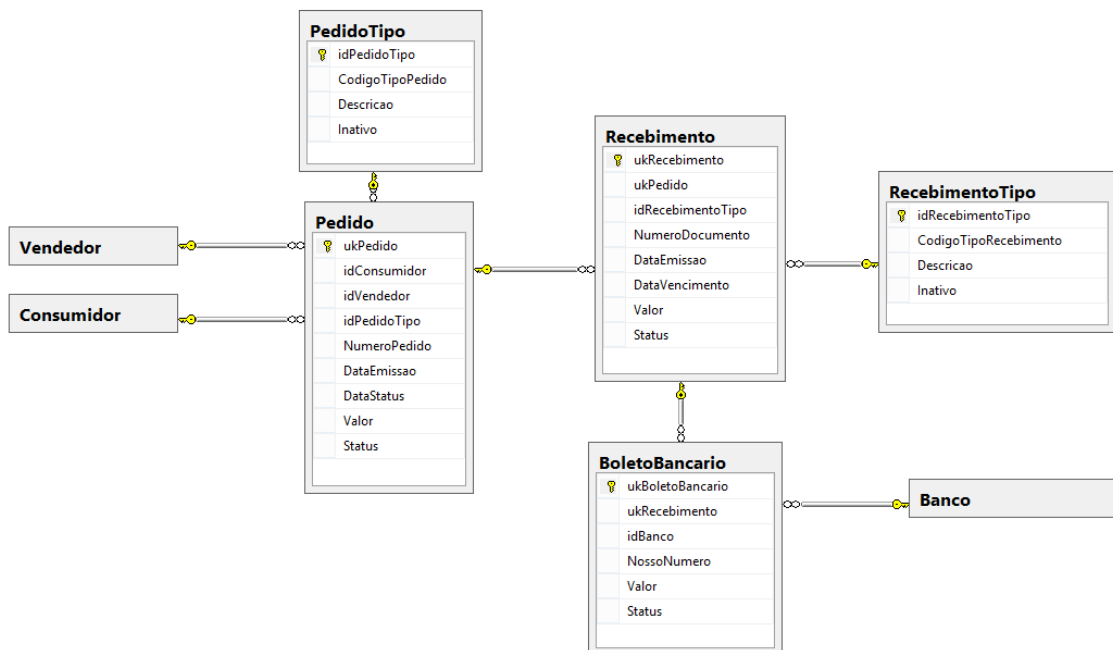 PedidoTipo
idPedidoTipo
CodigoTipoPedido
Descricao
Inativo
Vendedor
Consumidor
Pedido
ukPedido
idConsumidor
idVendedor
idPedidoTipo
NumeroPedido
DataEmissao
DataStatus
Valor
Status
Recebimento
ukRecebimento
ukPedido
idRecebimentoTipo
NumeroDocumento
DataEmissao
DataVencimento
Valor
Status
RecebimentoTipo
idRecebimentoTipo
CodigoTipoRecebimento
Descricao
Inativo
BoletoBancario
ukBoletoBancario
ukRecebimento
idBanco
NossoNumero
Valor
Status
Banco